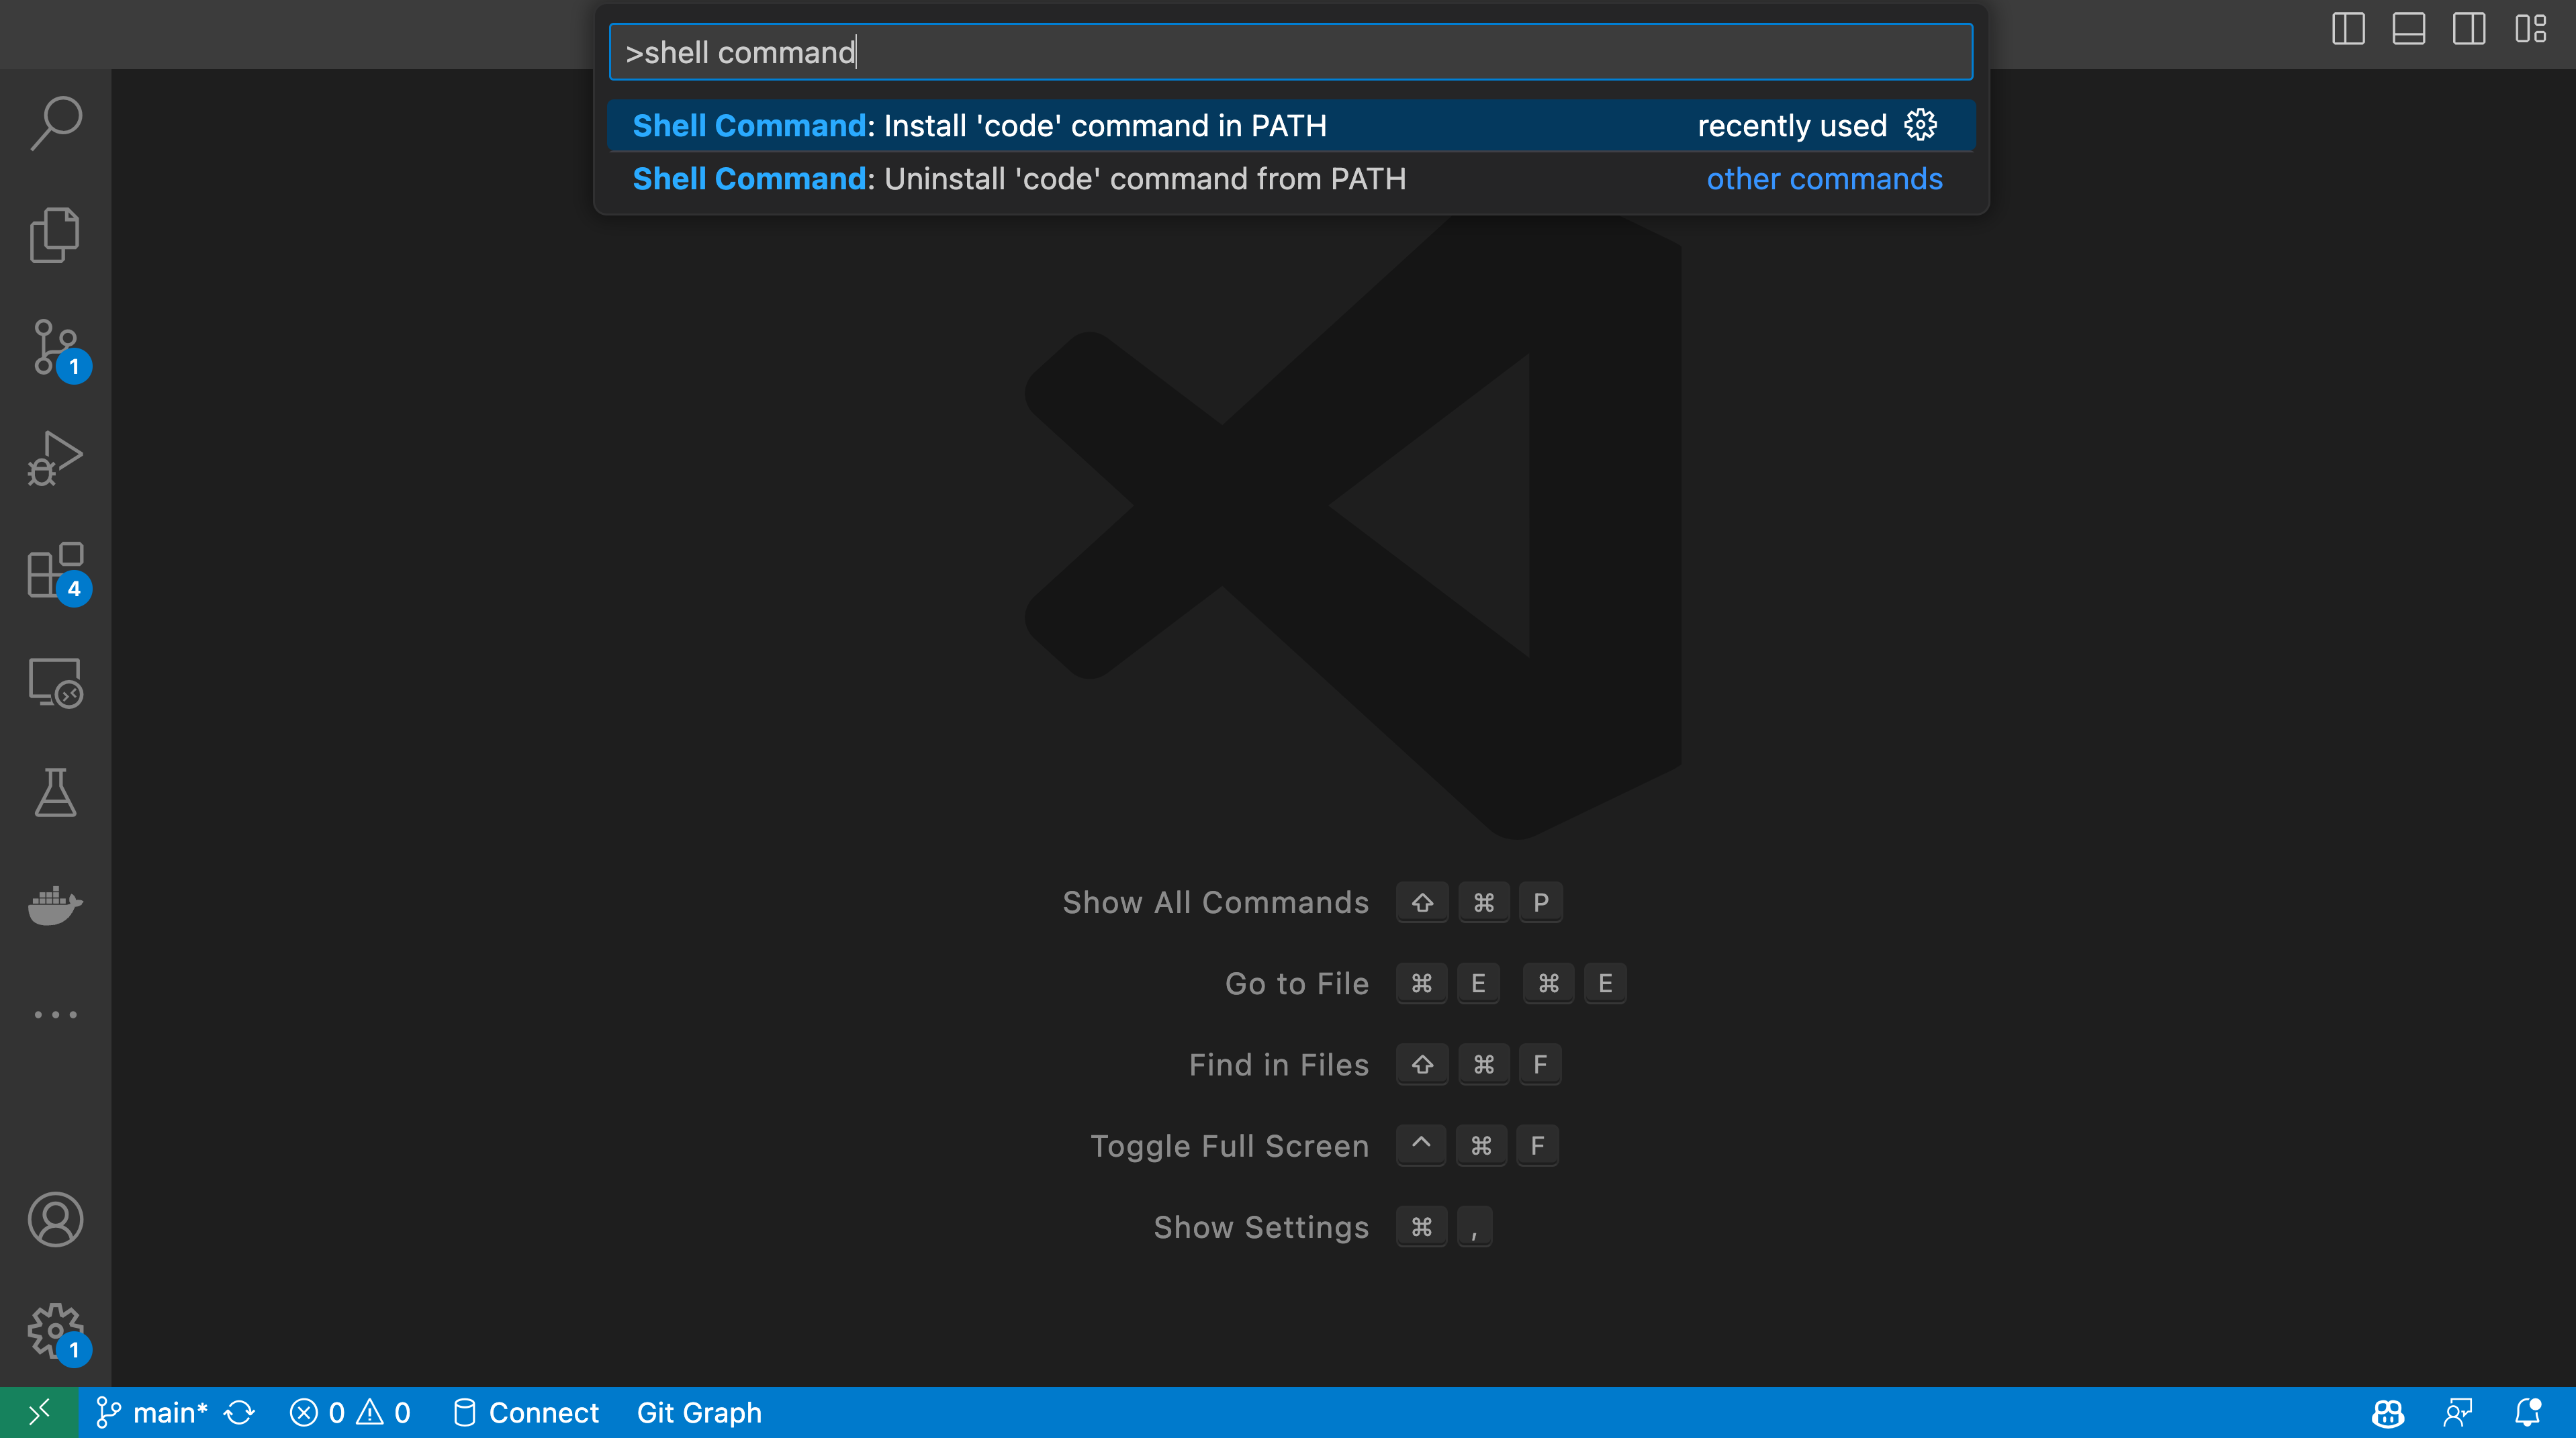 >shell command
Shell Command: Install 'code' command in PATH recently used
Shell Command: Uninstall 'code' command from PATH other commands
1
4
Show All Commands ⇧ ⌘ P
Go to File ⌘ E ⌘ E
Find in Files ⇧ ⌘ F
Toggle Full Screen ^ ⌘ F
Show Settings ⌘ ,
1
main* 0 0 Connect Git Graph